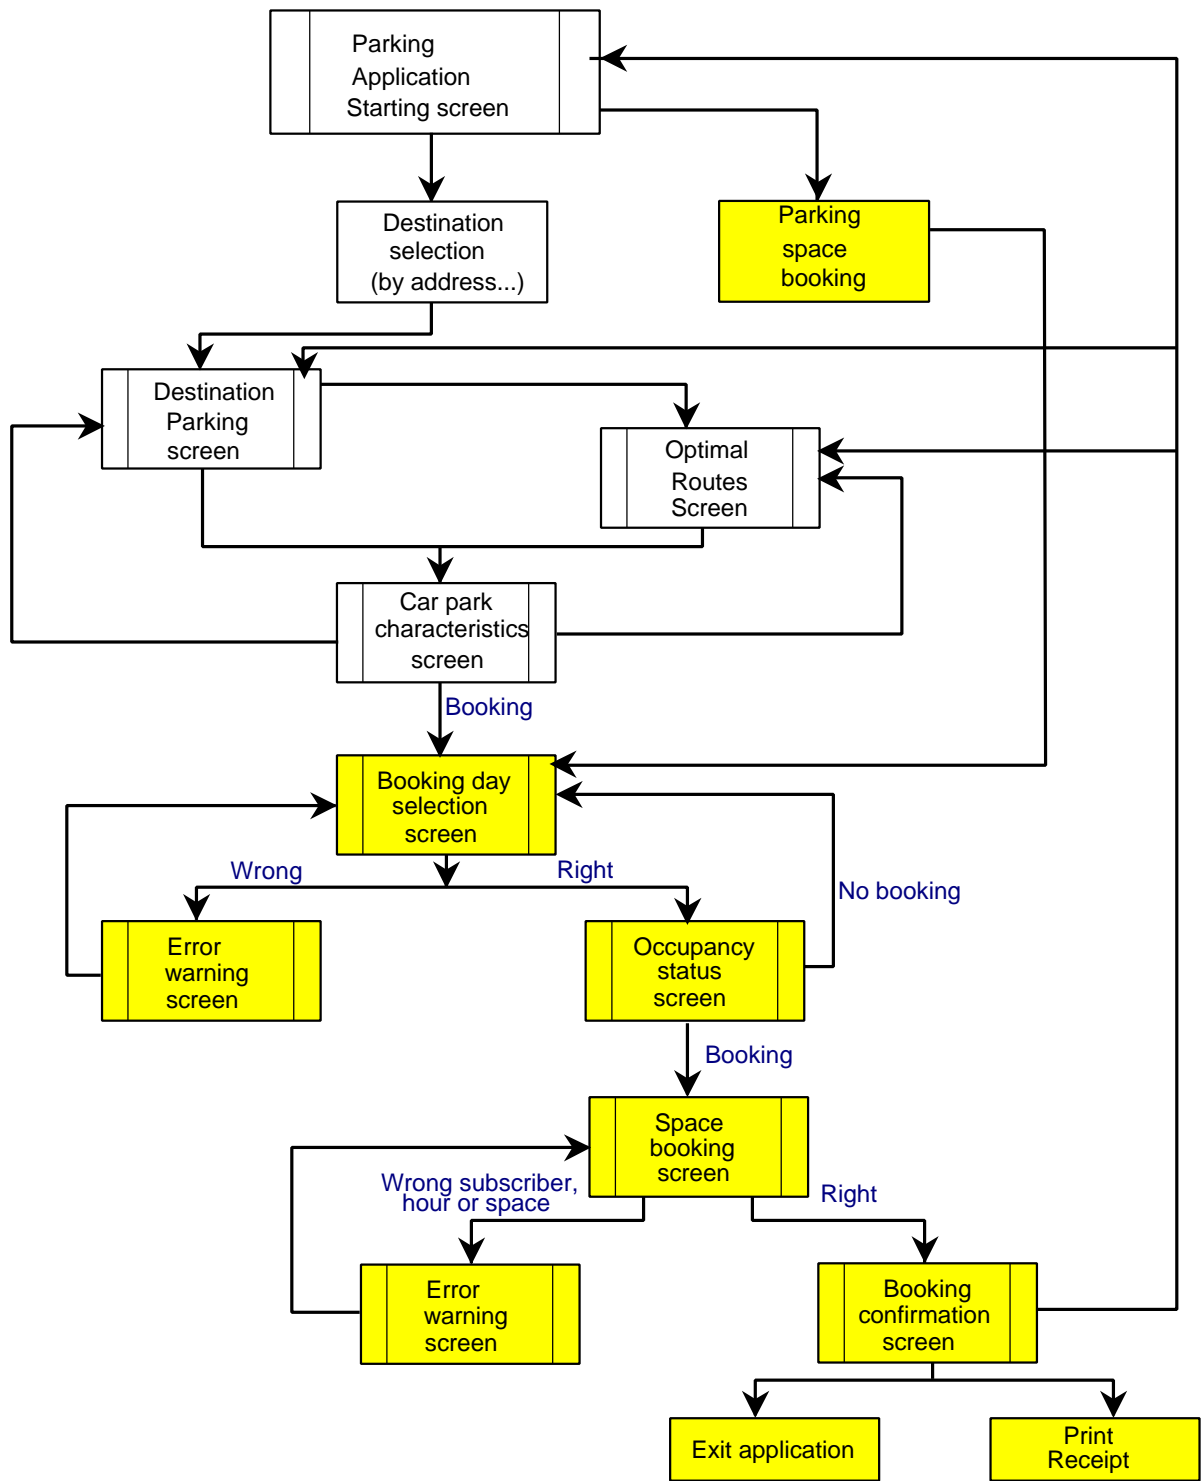 Parking
Application
Starting screen
Destination
selection
(by address...)
Parking
space
booking
Destination
Parking
screen
Optimal
Routes
Screen
Car park
characteristics
screen
Booking
Booking day
selection
screen
Wrong
Right
No booking
Error
warning
screen
Occupancy
status
screen
Booking
Space
booking
screen
Wrong subscriber,
hour or space
Right
Error
warning
screen
Booking
confirmation
screen
Exit application
Print
Receipt